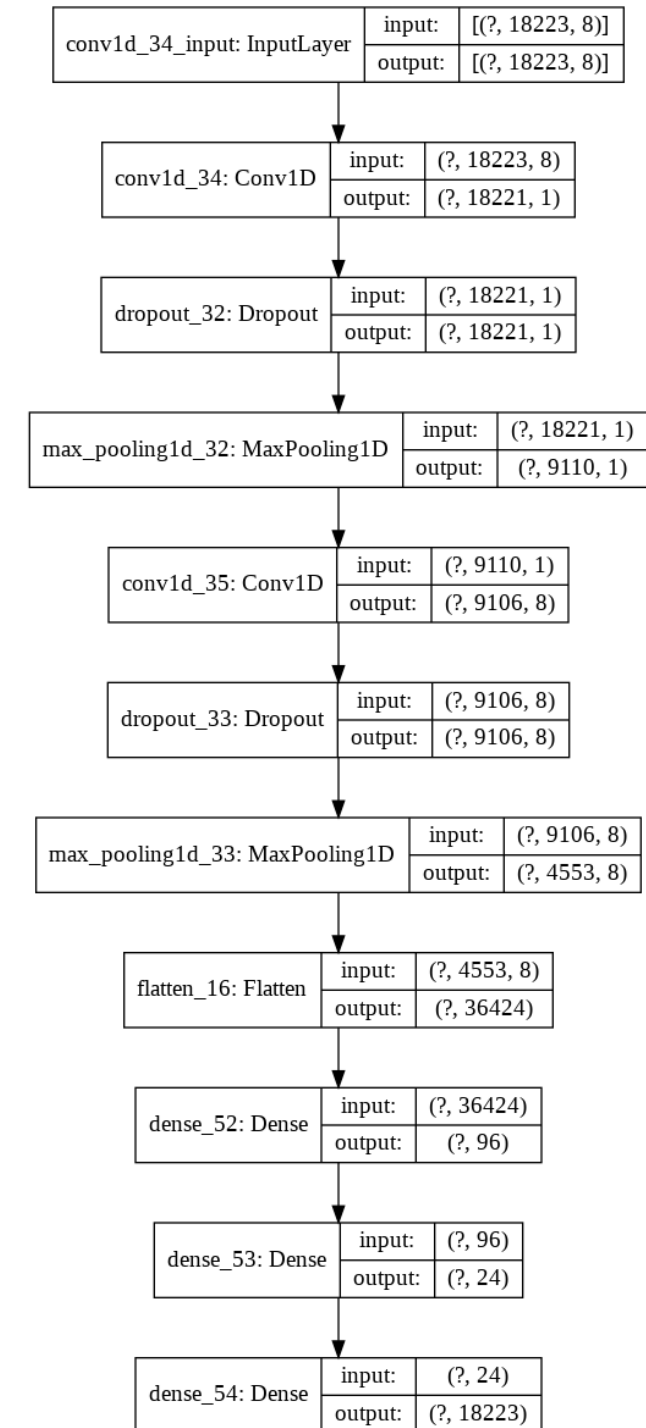 conv1d_34_input: InputLayer
input: [(?, 18223, 8)]
output: [(?, 18223, 8)]
conv1d_34: Conv1D
input: (?, 18223, 8)
output: (?, 18221, 1)
dropout_32: Dropout
input: (?, 18221, 1)
output: (?, 18221, 1)
max_pooling1d_32: MaxPooling1D
input: (?, 18221, 1)
output: (?, 9110, 1)
conv1d_35: Conv1D
input: (?, 9110, 1)
output: (?, 9106, 8)
dropout_33: Dropout
input: (?, 9106, 8)
output: (?, 9106, 8)
max_pooling1d_33: MaxPooling1D
input: (?, 9106, 8)
output: (?, 4553, 8)
flatten_16: Flatten
input: (?, 4553, 8)
output: (?, 36424)
dense_52: Dense
input: (?, 36424)
output: (?, 96)
dense_53: Dense
input: (?, 96)
output: (?, 24)
dense_54: Dense
input: (?, 24)
output: (?, 18223)